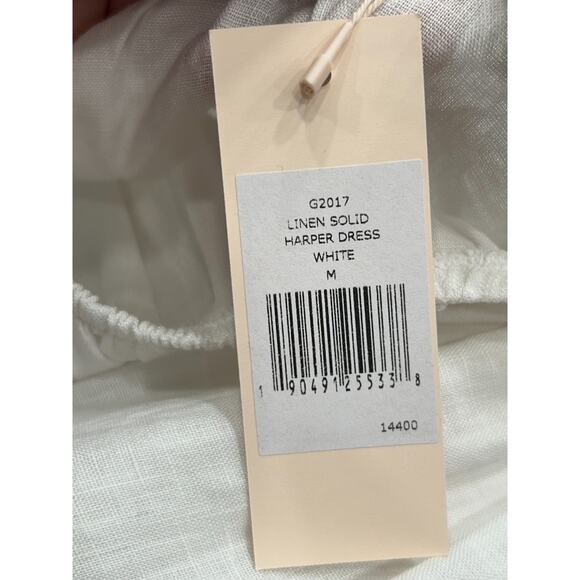 G2017
LINEN SOLID
HARPER DRESS
WHITE
M
1 90491 25533 8
14400